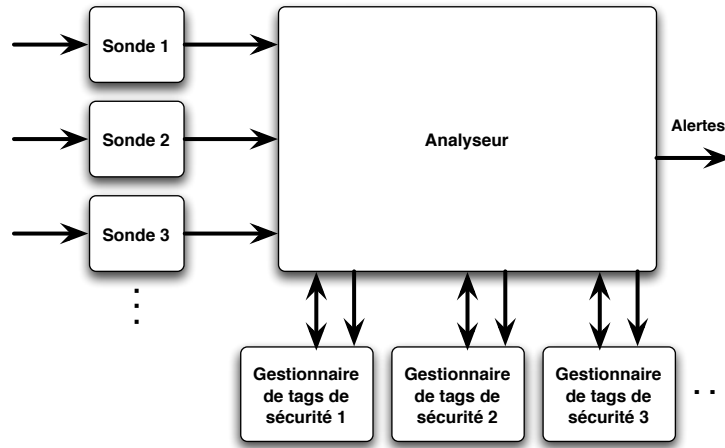 Sonde 1
Sonde 2
Sonde 3
Analyseur
Alertes
Gestionnaire
de tags de
sécurité 1
Gestionnaire
de tags de
sécurité 2
Gestionnaire
de tags de
sécurité 3